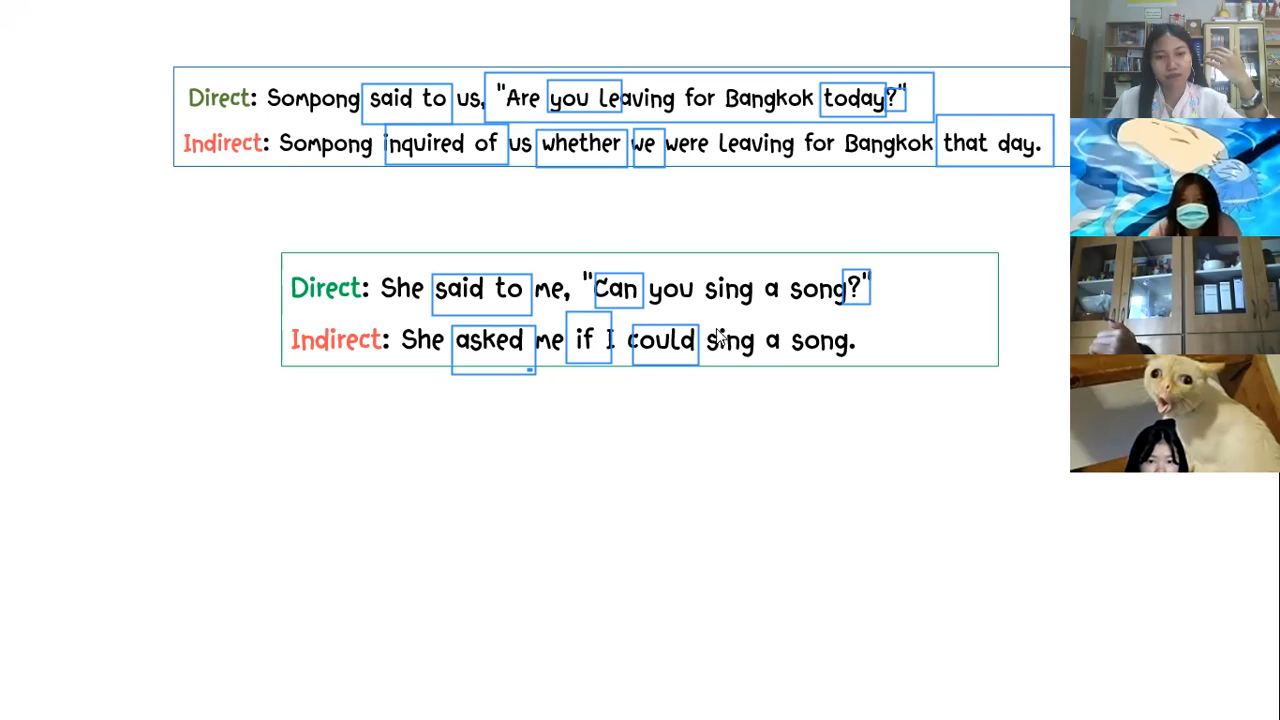 Direct: Sompong said to us, "Are you leaving for Bangkok today?"
Indirect: Sompong inquired of us whether we were leaving for Bangkok that day.
Direct: She said to me, "Can you sing a song?"
Indirect: She asked me if I could sing a song.